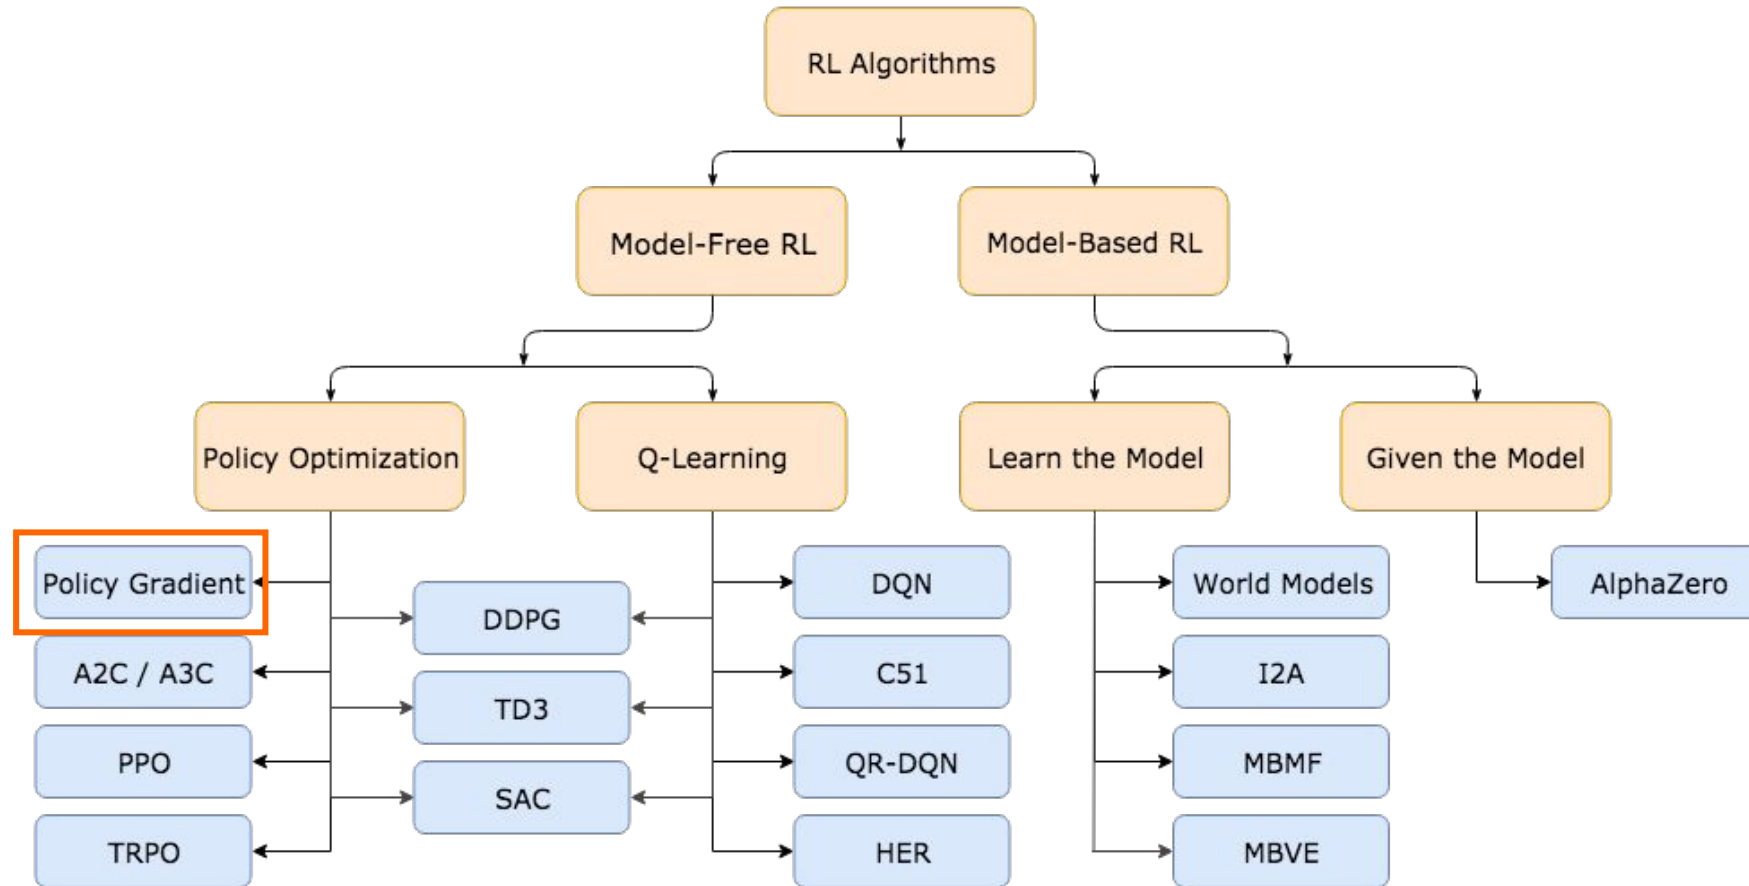 RL Algorithms
Model-Free RL
Model-Based RL
Policy Optimization
Q-Learning
Learn the Model
Given the Model
Policy Gradient
DDPG
DQN
World Models
AlphaZero
A2C / A3C
TD3
C51
I2A
PPO
SAC
QR-DQN
MBMF
TRPO
HER
MBVE